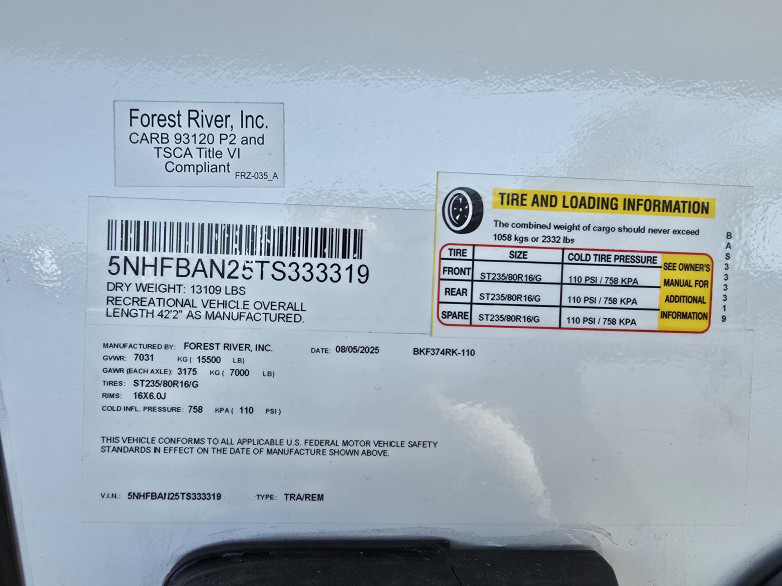 Forest River, Inc.
CARB 93120 P2 and
TSCA Title VI
Compliant
FRZ-035_A
5NHFBAN25TS333319
DRY WEIGHT: 13109 LBS
RECREATIONAL VEHICLE OVERALL
LENGTH 42'2" AS MANUFACTURED.
TIRE AND LOADING INFORMATION
The combined weight of cargo should never exceed
1058 kgs or 2332 lbs
TIRE SIZE COLD TIRE PRESSURE
FRONT ST235/80R16/G 110 PSI / 758 KPA
REAR ST235/80R16/G 110 PSI / 758 KPA
SPARE ST235/80R16/G 110 PSI / 758 KPA
SEE OWNER'S
MANUAL FOR
ADDITIONAL
INFORMATION
BAS333319
MANUFACTURED BY: FOREST RIVER, INC. DATE: 08/05/2025 BKF374RK-110
GVWR: 7031 KG ( 15500 LB)
GAWR (EACH AXLE): 3175 KG ( 7000 LB)
TIRES: ST235/80R16/G
RIMS: 16X6.0J
COLD INFL. PRESSURE: 758 KPA ( 110 PSI )
THIS VEHICLE CONFORMS TO ALL APPLICABLE U.S. FEDERAL MOTOR VEHICLE SAFETY
STANDARDS IN EFFECT ON THE DATE OF MANUFACTURE SHOWN ABOVE.
V.I.N.: 5NHFBAN25TS333319 TYPE: TRA/REM